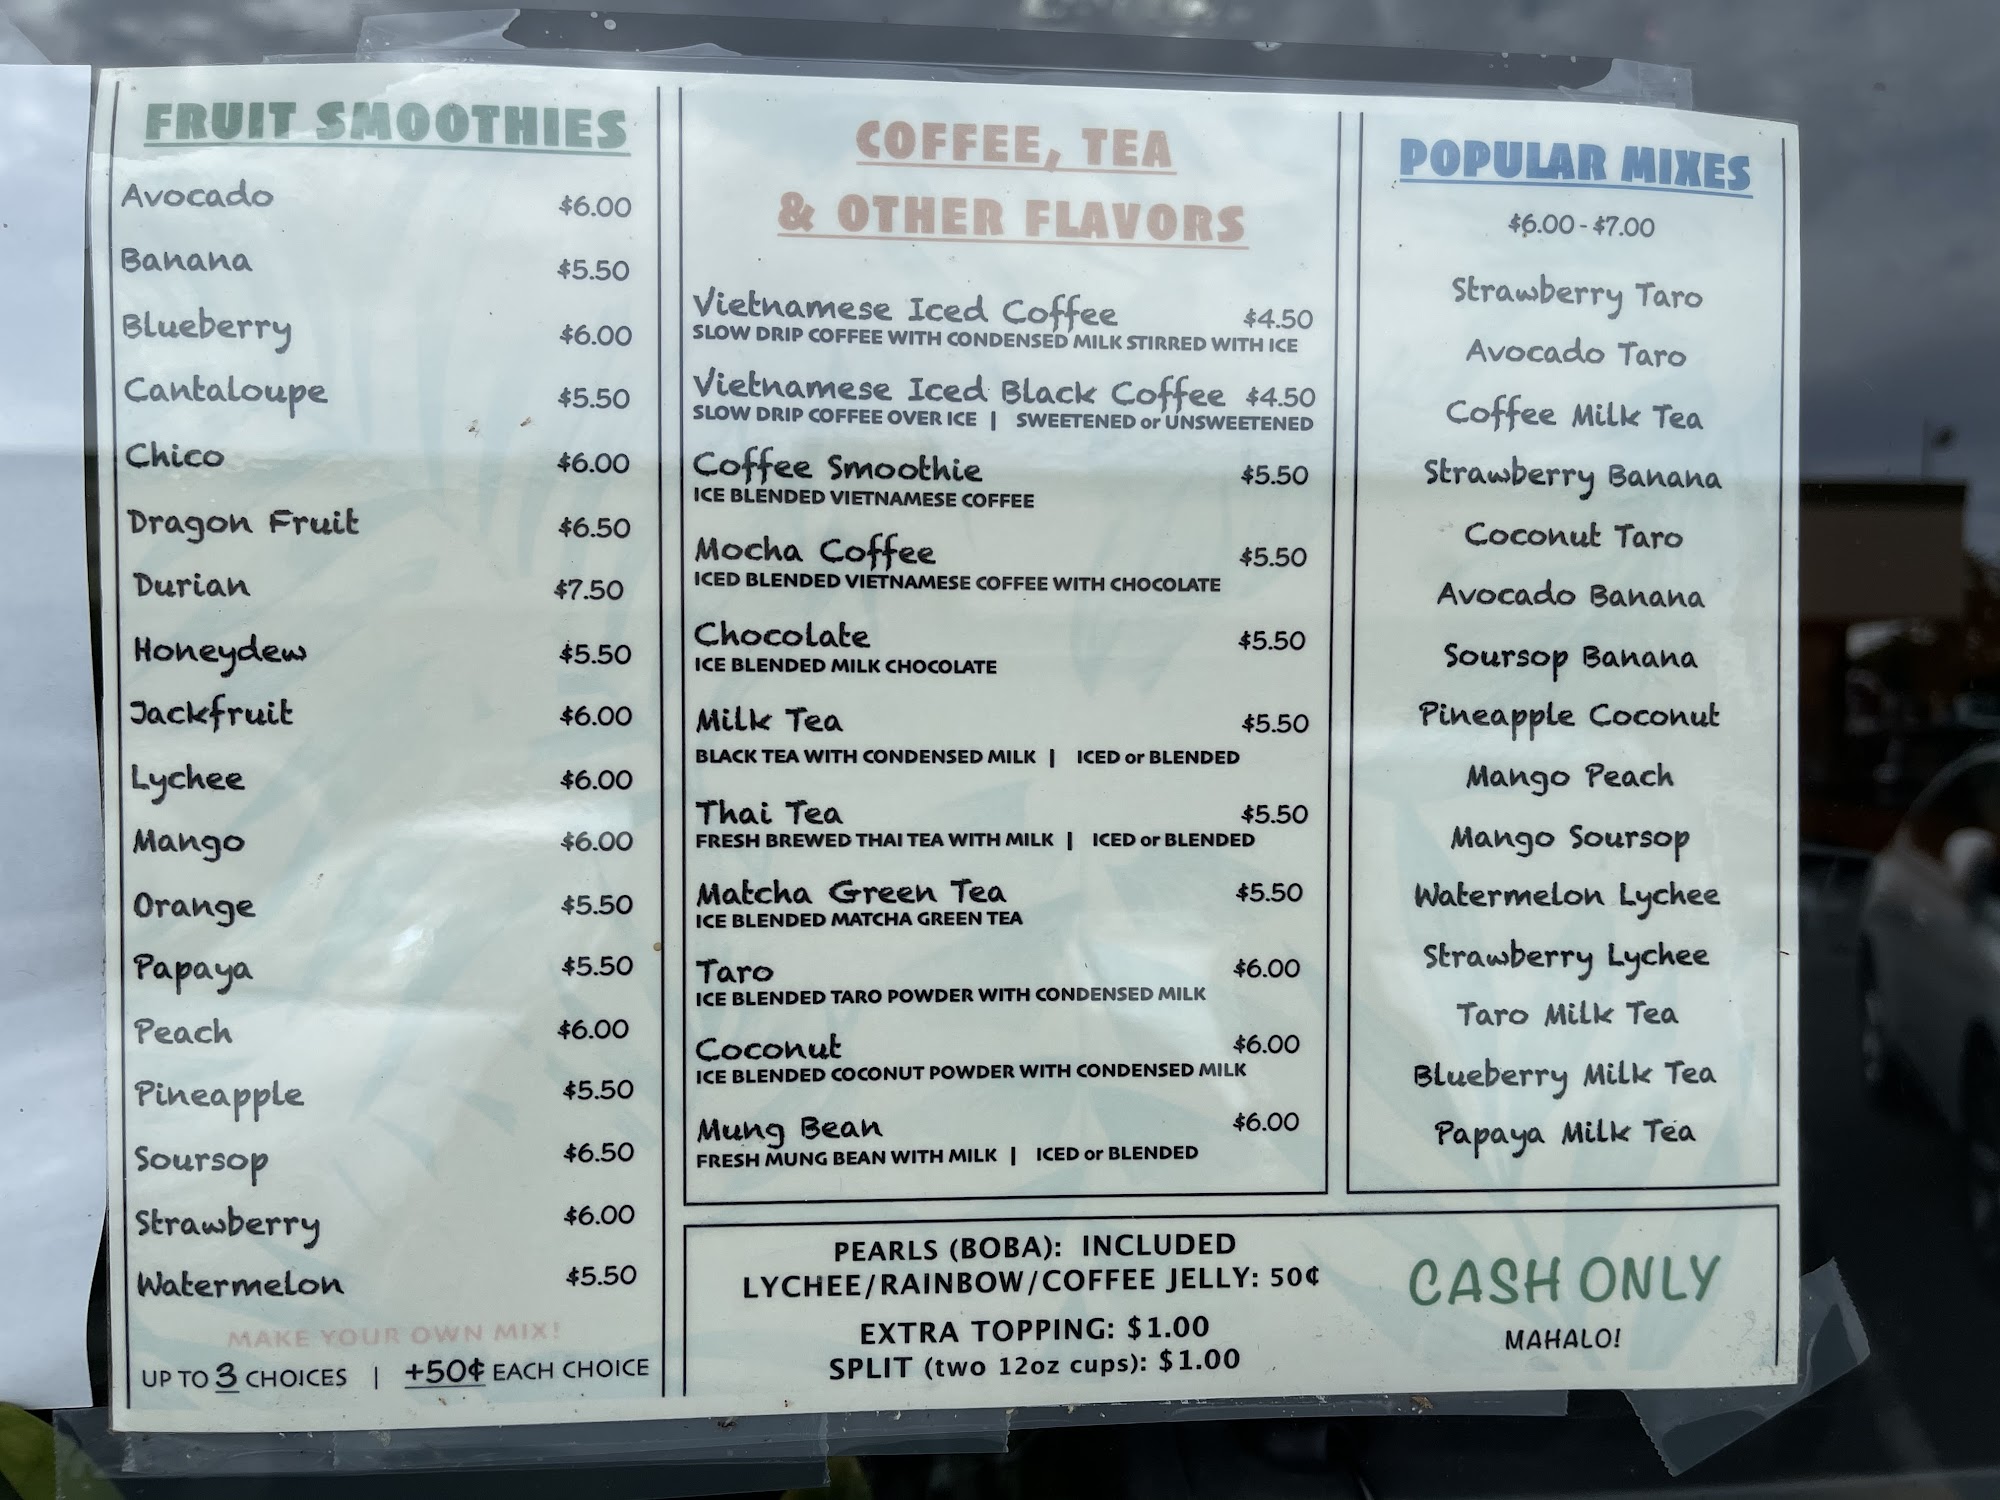 FRUIT SMOOTHIES
Avocado $6.00
Banana $5.50
Blueberry $6.00
Cantaloupe $5.50
Chico $6.00
Dragon Fruit $6.50
Durian $7.50
Honeydew $5.50
Jackfruit $6.00
Lychee $6.00
Mango $6.00
Orange $5.50
Papaya $5.50
Peach $6.00
Pineapple $5.50
Soursop $6.50
Strawberry $6.00
Watermelon $5.50
MAKE YOUR OWN MIX!
UP TO 3 CHOICES | +50¢ EACH CHOICE
COFFEE, TEA
& OTHER FLAVORS
Vietnamese Iced Coffee $4.50
SLOW DRIP COFFEE WITH CONDENSED MILK STIRRED WITH ICE
Vietnamese Iced Black Coffee $4.50
SLOW DRIP COFFEE OVER ICE | SWEETENED or UNSWEETENED
Coffee Smoothie $5.50
ICE BLENDED VIETNAMESE COFFEE
Mocha Coffee $5.50
ICED BLENDED VIETNAMESE COFFEE WITH CHOCOLATE
Chocolate $5.50
ICE BLENDED MILK CHOCOLATE
Milk Tea $5.50
BLACK TEA WITH CONDENSED MILK | ICED or BLENDED
Thai Tea $5.50
FRESH BREWED THAI TEA WITH MILK | ICED or BLENDED
Matcha Green Tea $5.50
ICE BLENDED MATCHA GREEN TEA
Taro $6.00
ICE BLENDED TARO POWDER WITH CONDENSED MILK
Coconut $6.00
ICE BLENDED COCONUT POWDER WITH CONDENSED MILK
Mung Bean $6.00
FRESH MUNG BEAN WITH MILK | ICED or BLENDED
POPULAR MIXES
$6.00-$7.00
Strawberry Taro
Avocado Taro
Coffee Milk Tea
Strawberry Banana
Coconut Taro
Avocado Banana
Soursop Banana
Pineapple Coconut
Mango Peach
Mango Soursop
Watermelon Lychee
Strawberry Lychee
Taro Milk Tea
Blueberry Milk Tea
Papaya Milk Tea
PEARLS (BOBA): INCLUDED
LYCHEE/RAINBOW/COFFEE JELLY: 50¢
EXTRA TOPPING: $1.00
SPLIT (two 12oz cups): $1.00
CASH ONLY
MAHALO!